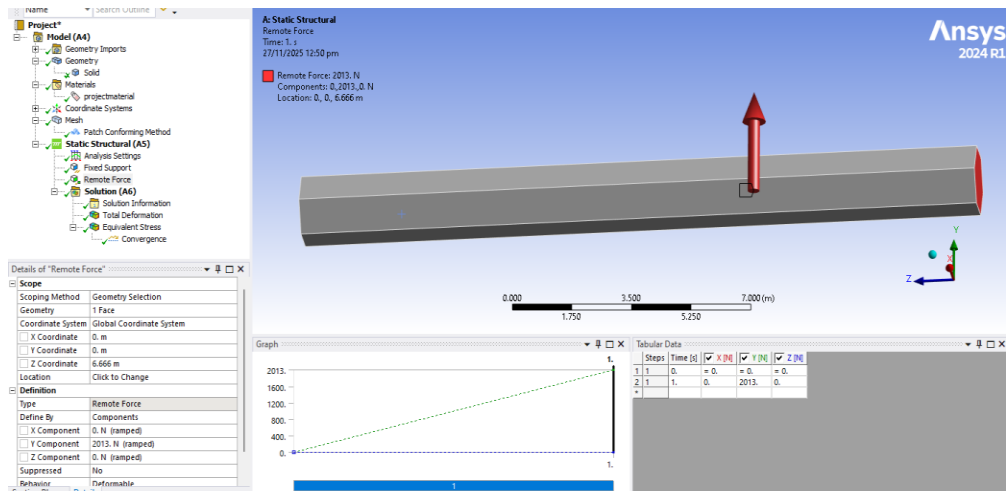 Name
Search Outline
Project*
Model (A4)
Geometry Imports
Geometry
Solid
Materials
projectmaterial
Coordinate Systems
Mesh
Patch Conforming Method
Static Structural (A5)
Analysis Settings
Fixed Support
Remote Force
Solution (A6)
Solution Information
Total Deformation
Equivalent Stress
Convergence
Details of "Remote Force"
Scope
Scoping Method Geometry Selection
Geometry 1 Face
Coordinate System Global Coordinate System
X Coordinate 0. m
Y Coordinate 0. m
Z Coordinate 6.666 m
Location Click to Change
Definition
Type Remote Force
Define By Components
X Component 0. N (ramped)
Y Component 2013. N (ramped)
Z Component 0. N (ramped)
Suppressed No
Behavior Deformable
A: Static Structural
Remote Force
Time: 1. s
27/11/2025 12:50 pm
Remote Force: 2013. N
Components: 0.,2013.,0. N
Location: 0., 0., 6.666 m
Ansys
2024 R1
Y
X
Z
0.000 3.500 7.000 (m)
1.750 5.250
Graph
1.
2013.
1600.
1200.
800.
400.
0.
1.
1
Tabular Data
Steps Time [s] X [N] Y [N] Z [N]
1 1 0. = 0. = 0. = 0.
2 1 1. 0. 2013. 0.
*